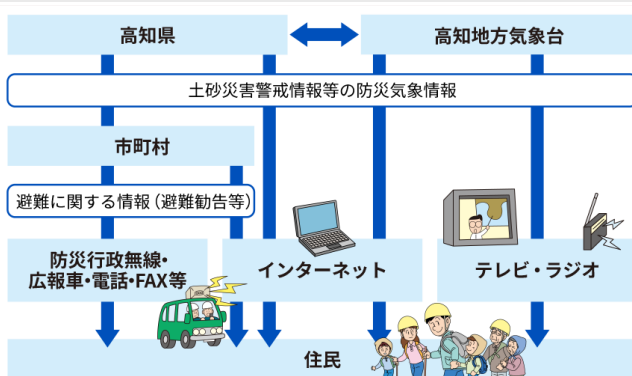 高知県
高知地方気象台
土砂災害警戒情報等の防災気象情報
市町村
避難に関する情報（避難勧告等）
防災行政無線・
広報車・電話・FAX等
インターネット
テレビ・ラジオ
住民